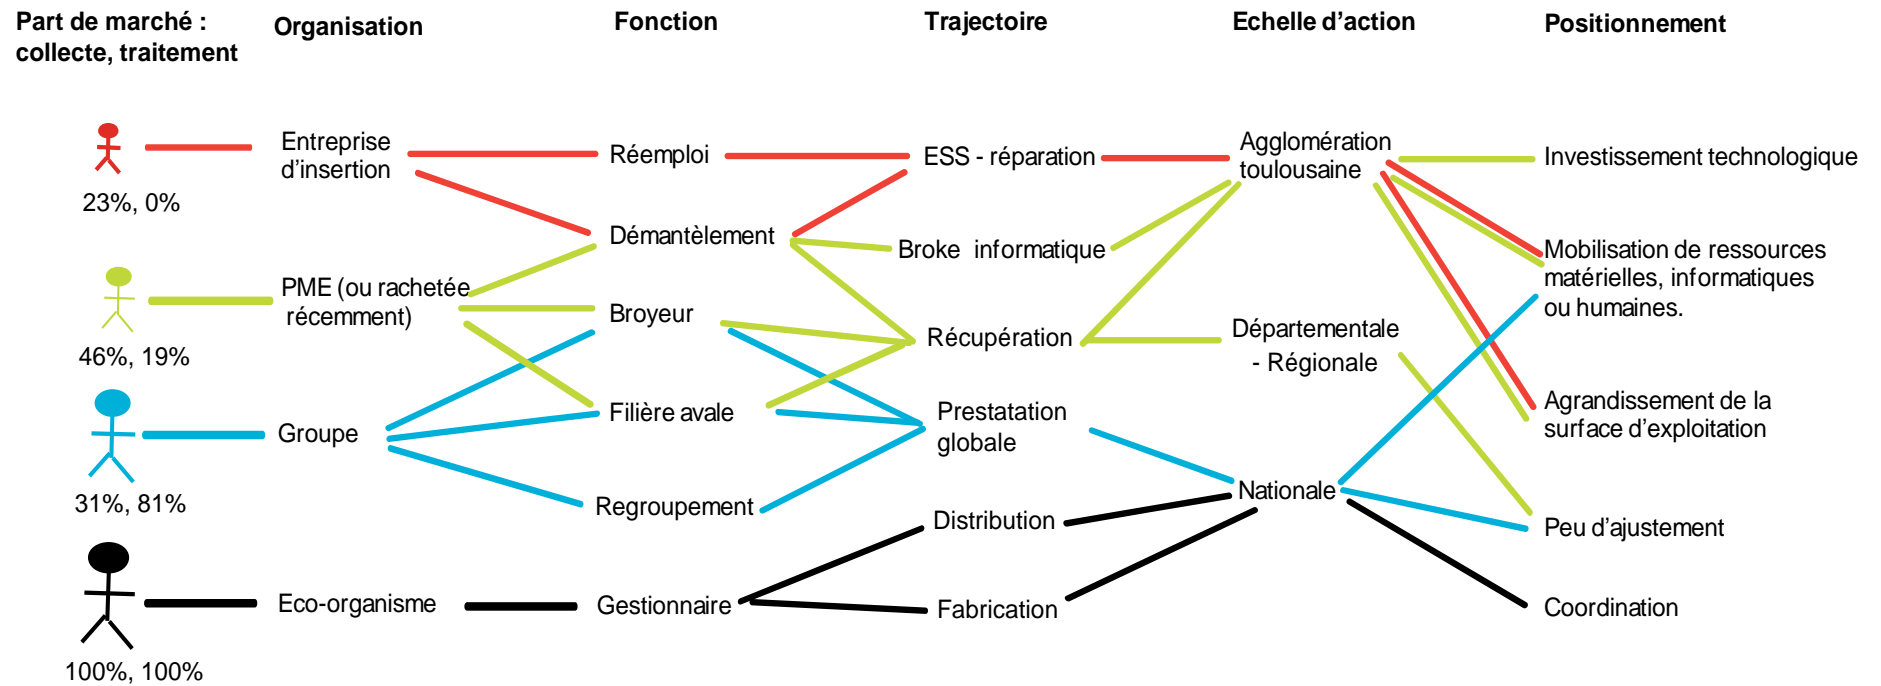 Part de marché :
collecte, traitement
Organisation
Fonction
Trajectoire
Echelle d'action
Positionnement
23%, 0%
Entreprise
d'insertion
Réemploi
ESS - réparation
Agglomération
toulousaine
Investissement technologique
Démantèlement
Broke informatique
Mobilisation de ressources
matérielles, informatiques
ou humaines.
46%, 19%
PME (ou rachetée
récemment)
Broyeur
Récupération
Départementale
- Régionale
31%, 81%
Groupe
Filière avale
Prestatation
globale
Agrandissement de la
surface d'exploitation
Regroupement
Distribution
Nationale
Peu d'ajustement
100%, 100%
Eco-organisme
Gestionnaire
Fabrication
Coordination